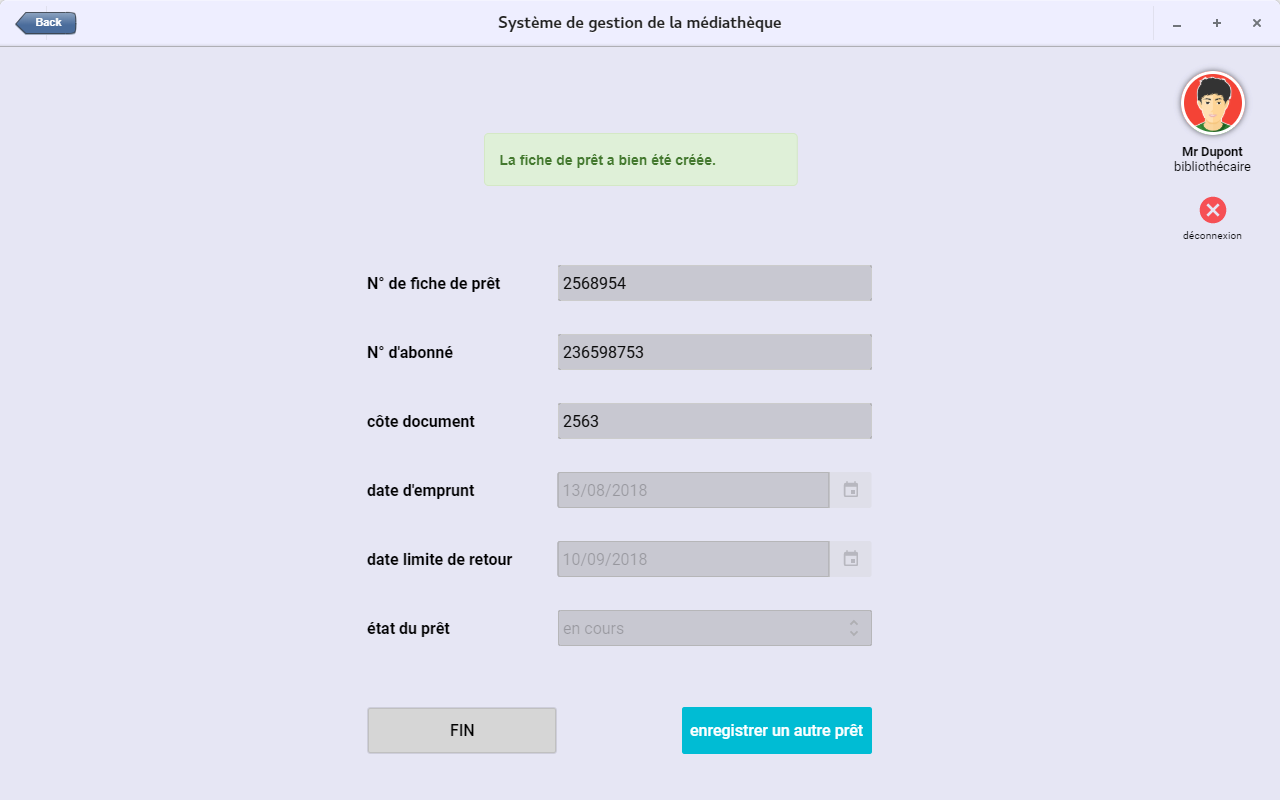 Back
Système de gestion de la médiathèque
Mr Dupont
bibliothécaire
déconnexion
La fiche de prêt a bien été créée.
N° de fiche de prêt 2568954
N° d'abonné 236598753
côte document 2563
date d'emprunt 13/08/2018
date limite de retour 10/09/2018
état du prêt en cours
FIN enregistrer un autre prêt